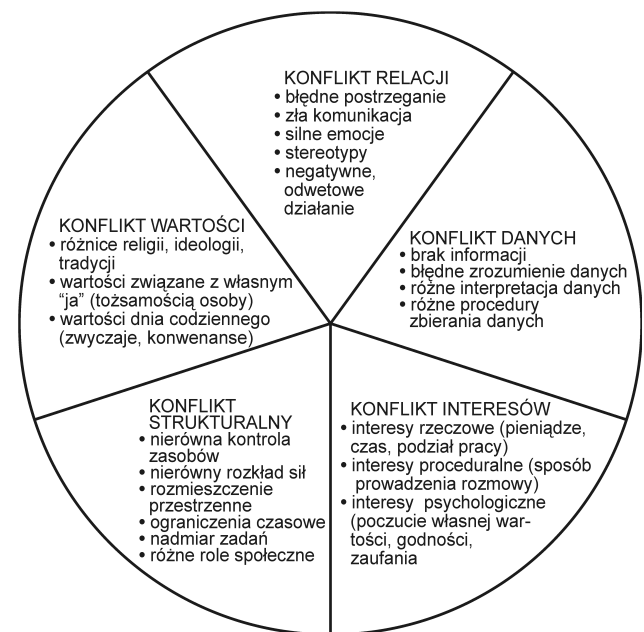 KONFLIKT RELACJI
• błędne postrzeganie
• zła komunikacja
• silne emocje
• stereotypy
• negatywne,
odwetowe
działanie
KONFLIKT WARTOŚCI
• różnice religii, ideologii,
tradycji
• wartości związane z własnym
“ja” (tożsamością osoby)
• wartości dnia codziennego
(zwyczaje, konwenanse)
KONFLIKT DANYCH
• brak informacji
• błędne zrozumienie danych
• różne interpretacja danych
• różne procedury
zbierania danych
KONFLIKT
STRUKTURALNY
• nierówna kontrola
zasobów
• nierówny rozkład sił
• rozmieszczenie
przestrzenne
• ograniczenia czasowe
• nadmiar zadań
• różne role społeczne
KONFLIKT INTERESÓW
• interesy rzeczowe (pieniądze,
czas, podział pracy)
• interesy proceduralne (sposób
prowadzenia rozmowy)
• interesy psychologiczne
(poczucie własnej war-
tości, godności,
zaufania